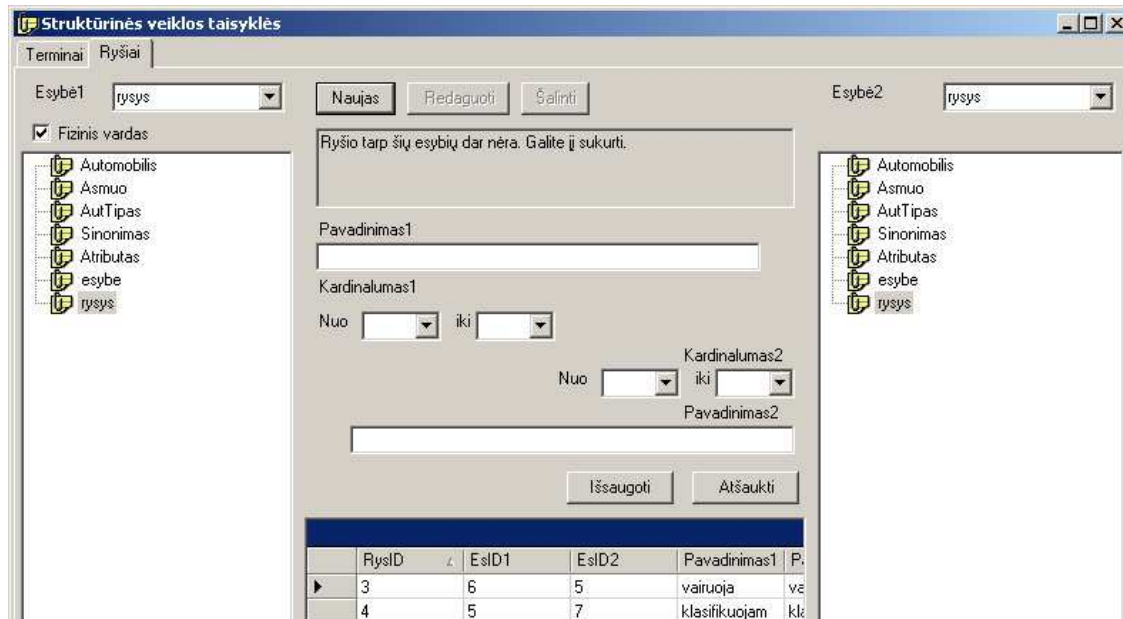 Struktūrinės veiklos taisyklės
Terminai Ryšiai
Esybė1 rysys
Fizinis vardas
Automobilis
Asmuo
AutTipas
Sinonimas
Atributas
esybe
rysys
Naujas Redaguoti Šalinti
Ryšio tarp šių esybių dar nėra. Galite jį sukurti.
Pavadinimas1
Kardinalumas1
Nuo iki
Kardinalumas2
Nuo iki
Pavadinimas2
Išsaugoti Atšaukti
RysID EsID1 EsID2 Pavadinimas1
3 6 5 vairuoja
4 5 7 klasifikuojam
Esybė2 rysys
Automobilis
Asmuo
AutTipas
Sinonimas
Atributas
esybe
rysys